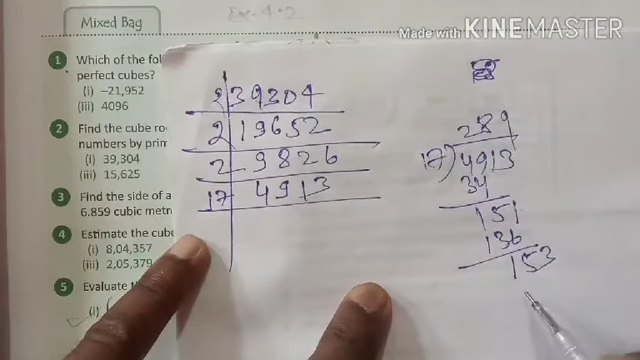 Ex-4.2
Made with KINEMASTER
Mixed Bag
1 Which of the fol
perfect cubes?
(i) -21,952
(iii) 4096
2 Find the cube ro
numbers by prim
(i) 39,304
(iii) 15,625
3 Find the side of a
6.859 cubic metr
4 Estimate the cube
(i) 8,04,357
(iii) 2,05,379
5 Evaluate th
(i)
2 39304
2 19652
2 9826
17 4913
289
17) 4913
34
151
136
153